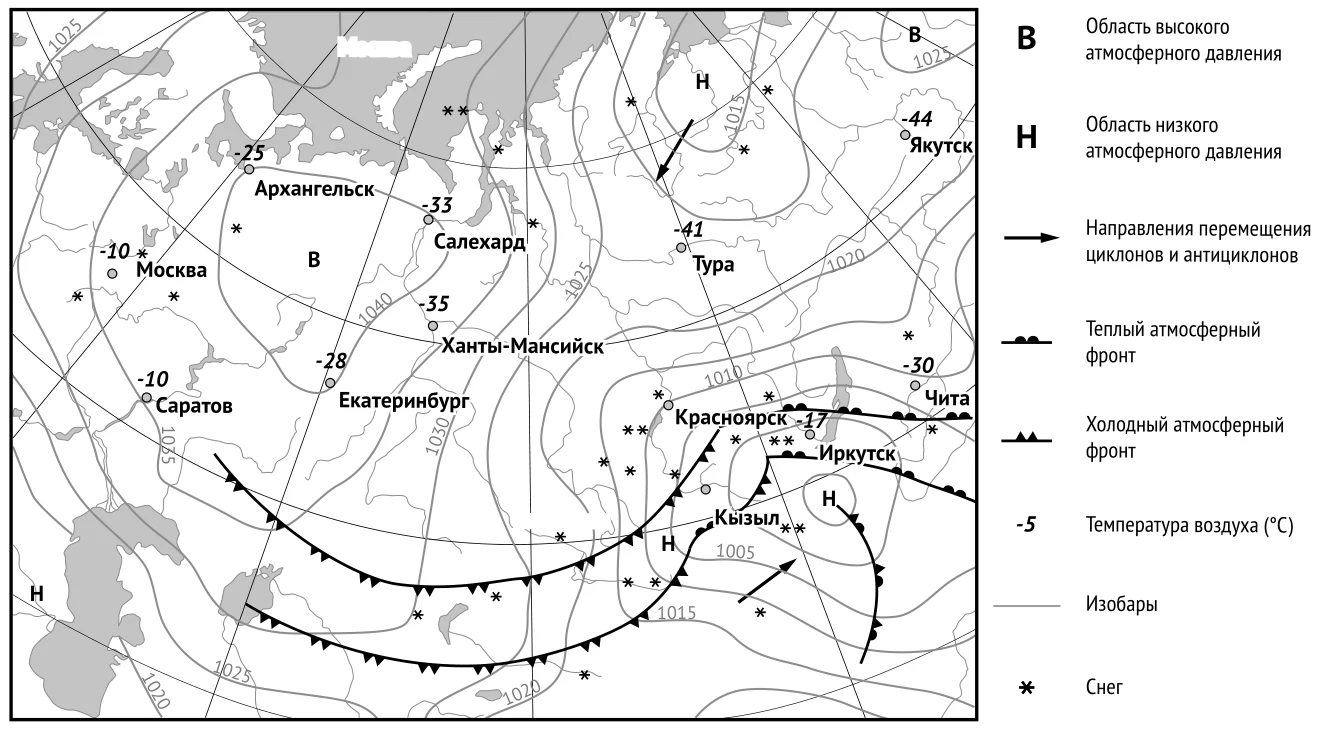 1025
В
1025
Н
1015
-44
Якутск
-25
Архангельск
-33
Салехард
-41
Тура
1020
-10
Москва
В
1040
1025
-35
Ханты-Мансийск
-28
Екатеринбург
-10
Саратов
1035
1030
1010
-30
Чита
Красноярск
-17
Иркутск
Н
Кызыл
Н
1005
Н
1015
1025
1020
1020
В
Область высокого
атмосферного давления
Н
Область низкого
атмосферного давления
Направления перемещения
циклонов и антициклонов
Теплый атмосферный
фронт
Холодный атмосферный
фронт
-5
Температура воздуха (°С)
Изобары
Снег